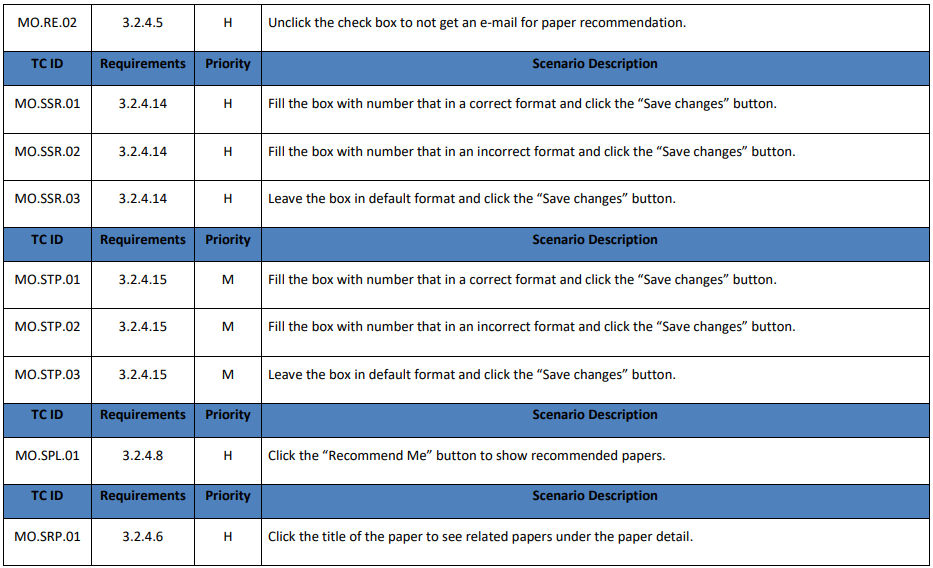 MO.RE.02 3.2.4.5 H Unclick the check box to not get an e-mail for paper recommendation.
TC ID Requirements Priority Scenario Description
MO.SSR.01 3.2.4.14 H Fill the box with number that in a correct format and click the “Save changes” button.
MO.SSR.02 3.2.4.14 H Fill the box with number that in an incorrect format and click the “Save changes” button.
MO.SSR.03 3.2.4.14 H Leave the box in default format and click the “Save changes” button.
TC ID Requirements Priority Scenario Description
MO.STP.01 3.2.4.15 M Fill the box with number that in a correct format and click the “Save changes” button.
MO.STP.02 3.2.4.15 M Fill the box with number that in an incorrect format and click the “Save changes” button.
MO.STP.03 3.2.4.15 M Leave the box in default format and click the “Save changes” button.
TC ID Requirements Priority Scenario Description
MO.SPL.01 3.2.4.8 H Click the “Recommend Me” button to show recommended papers.
TC ID Requirements Priority Scenario Description
MO.SRP.01 3.2.4.6 H Click the title of the paper to see related papers under the paper detail.